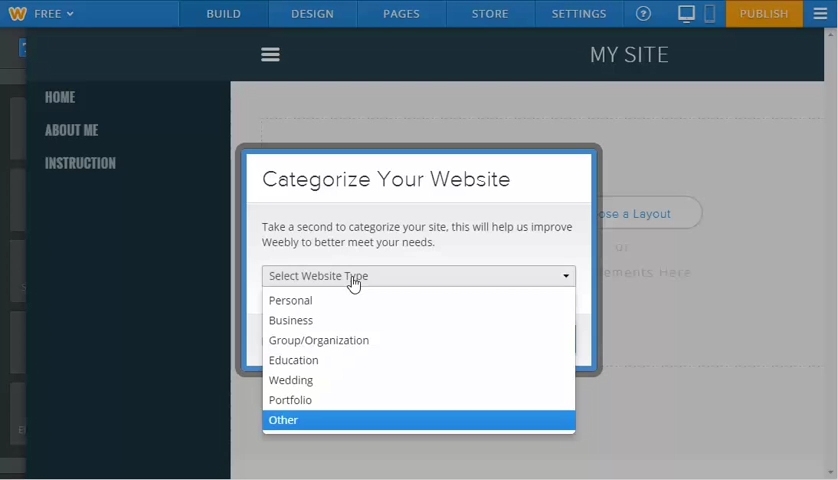 FREE BUILD DESIGN PAGES STORE SETTINGS ? PUBLISH
MY SITE
HOME
ABOUT ME
INSTRUCTION
Categorize Your Website
Take a second to categorize your site, this will help us improve
Weebly to better meet your needs.
Select Website Type
Personal
Business
Group/Organization
Education
Wedding
Portfolio
Other
a Layout
or
Here